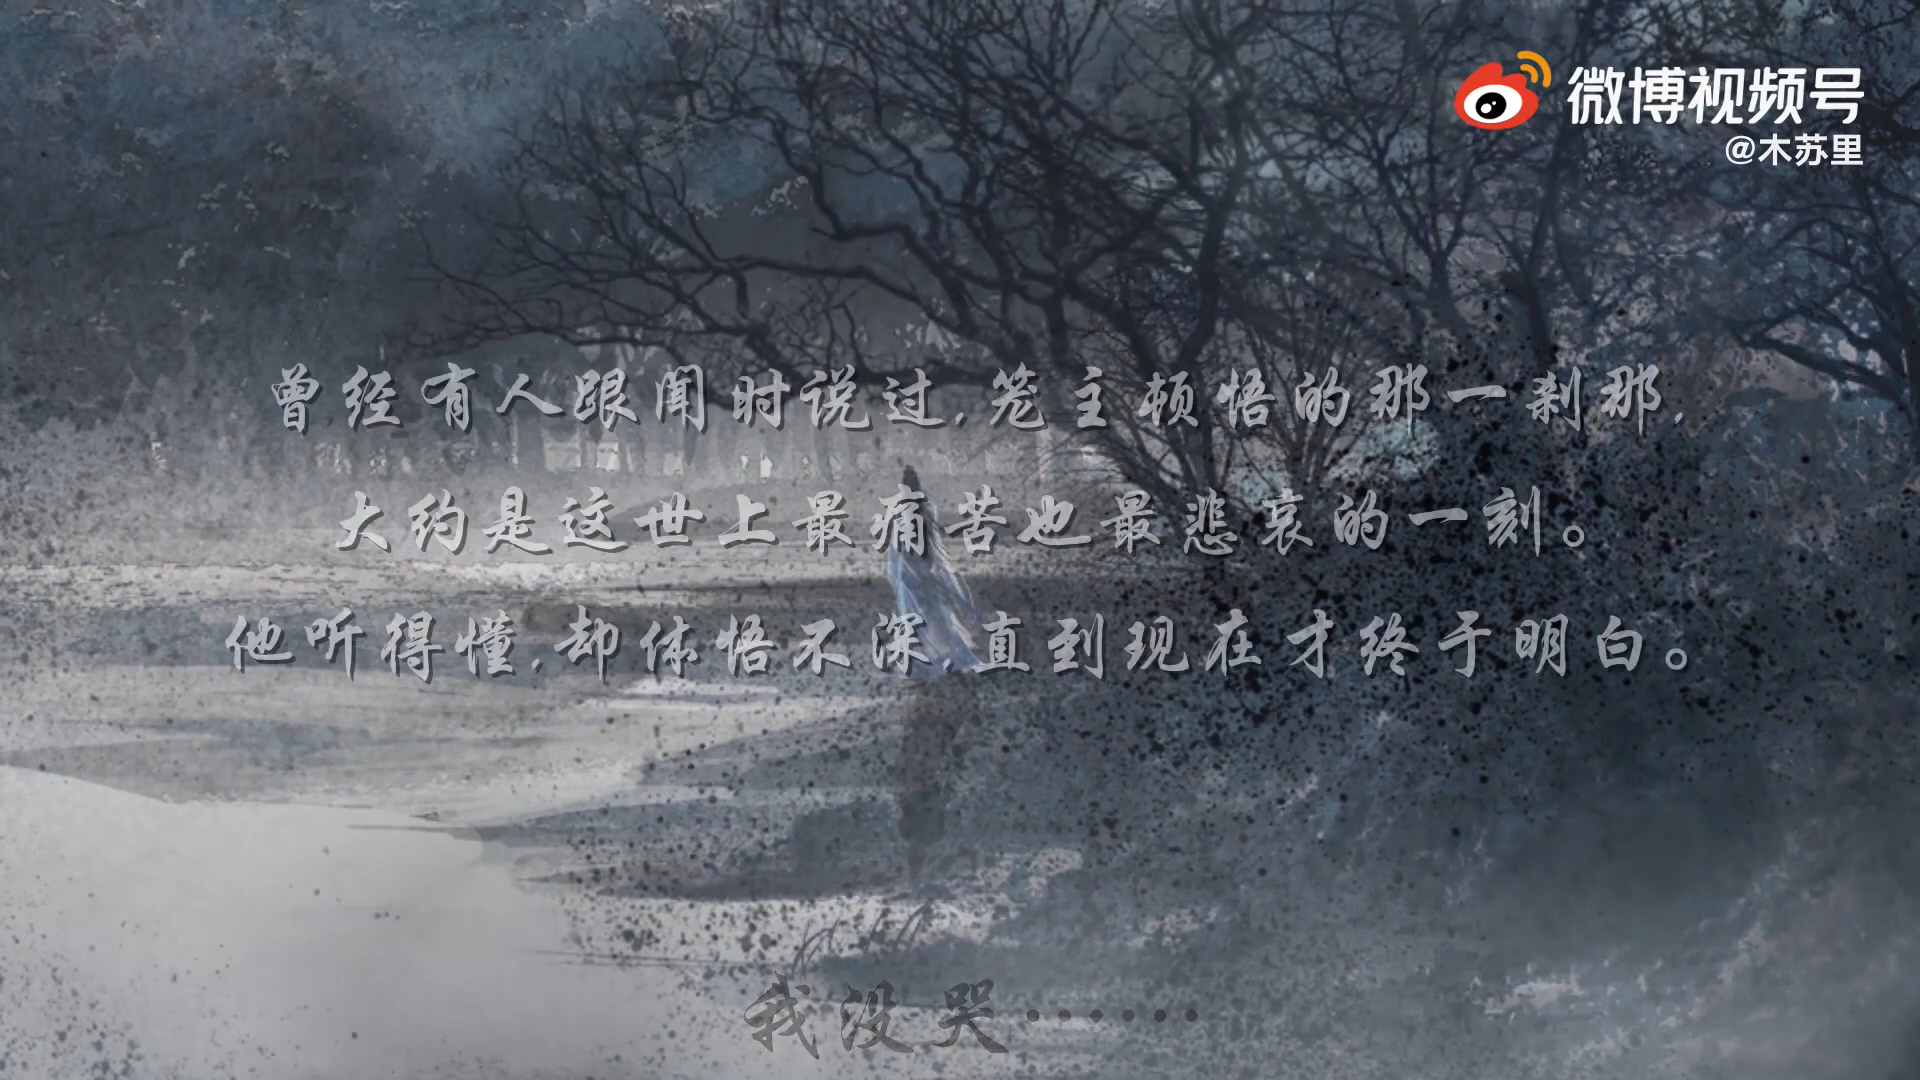 微博视频号
@木苏里
曾经有人跟闻时说过,笼主顿悟的那一刹那,
大约是这世上最痛苦也最悲哀的一刻。
他听得懂,却体悟不深,直到现在才终于明白。
我没哭······